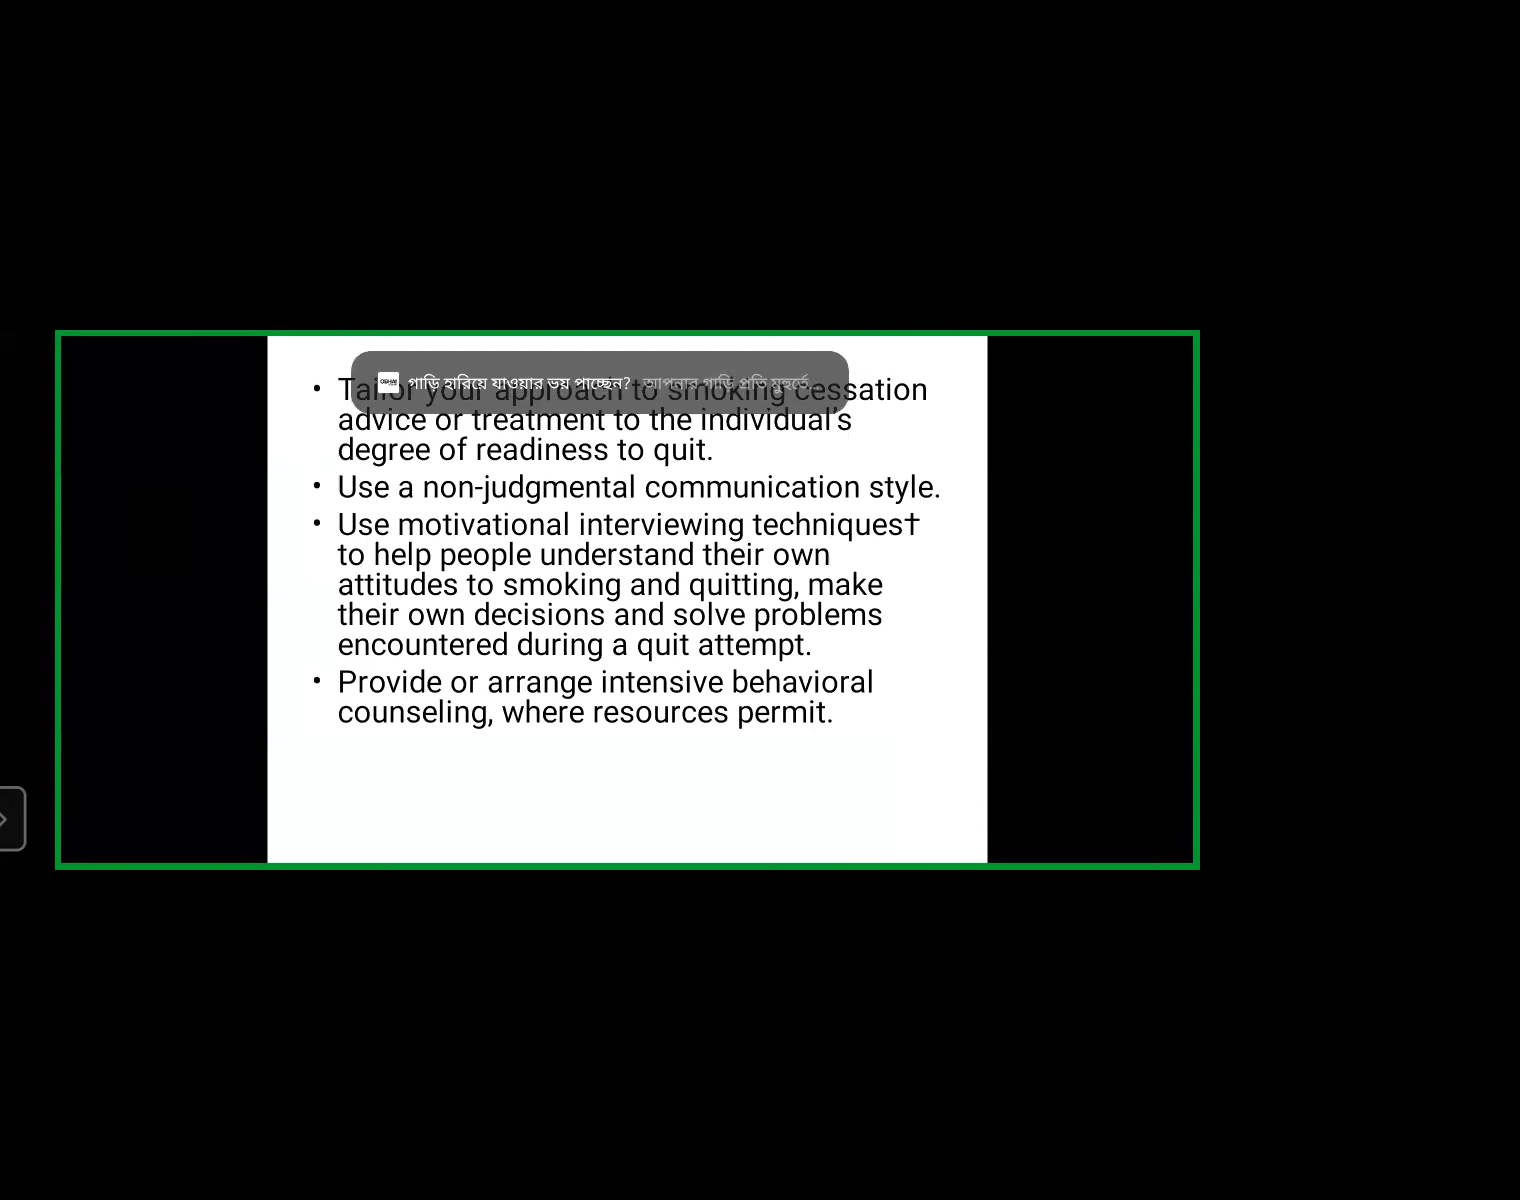 OBHAI
গাড়ি হারিয়ে যাওয়ার ভয় পাচ্ছেন? আপনার গাড়ি প্রতি মুহূর্তে...
• Tailor your approach to smoking cessation
advice or treatment to the individual’s
degree of readiness to quit.
• Use a non-judgmental communication style.
• Use motivational interviewing techniques†
to help people understand their own
attitudes to smoking and quitting, make
their own decisions and solve problems
encountered during a quit attempt.
• Provide or arrange intensive behavioral
counseling, where resources permit.